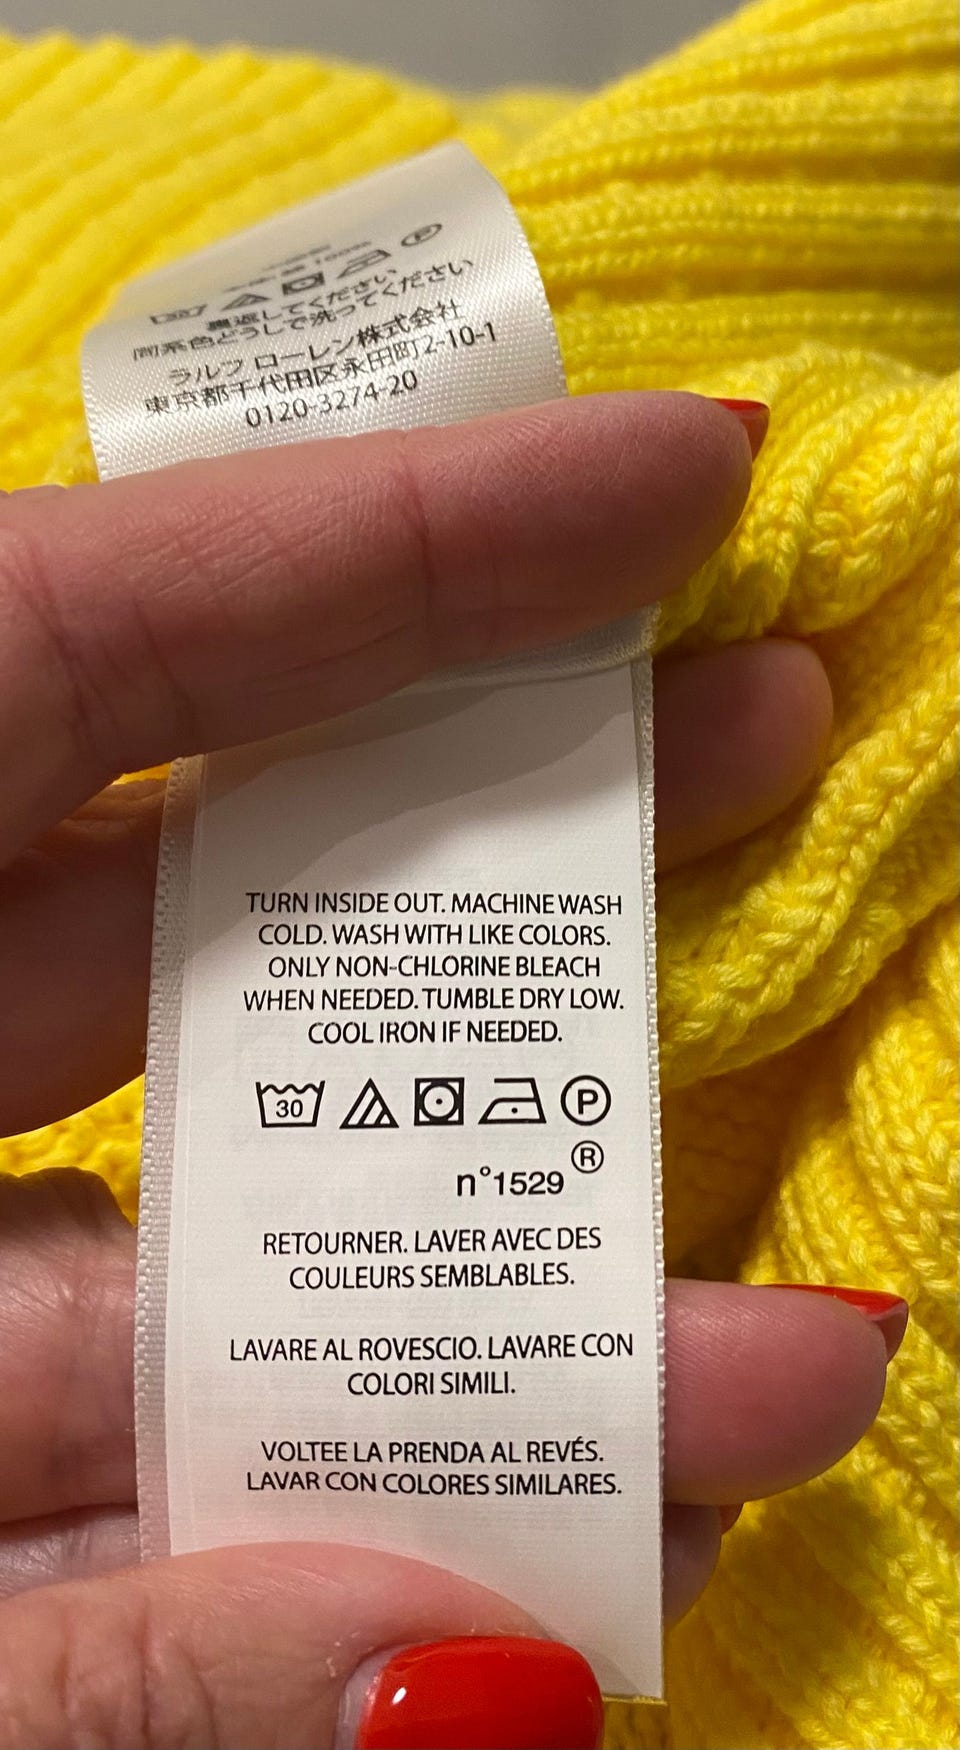 裏返してください
同系色どうしで洗ってください
ラルフ ローレン株式会社
東京都千代田区永田町2-10-1
0120-3274-20
TURN INSIDE OUT. MACHINE WASH
COLD. WASH WITH LIKE COLORS.
ONLY NON-CHLORINE BLEACH
WHEN NEEDED. TUMBLE DRY LOW.
COOL IRON IF NEEDED.
30 P
n°1529 ®
RETOURNER. LAVER AVEC DES
COULEURS SEMBLABLES.
LAVARE AL ROVESCIO. LAVARE CON
COLORI SIMILI.
VOLTEE LA PRENDA AL REVÉS.
LAVAR CON COLORES SIMILARES.